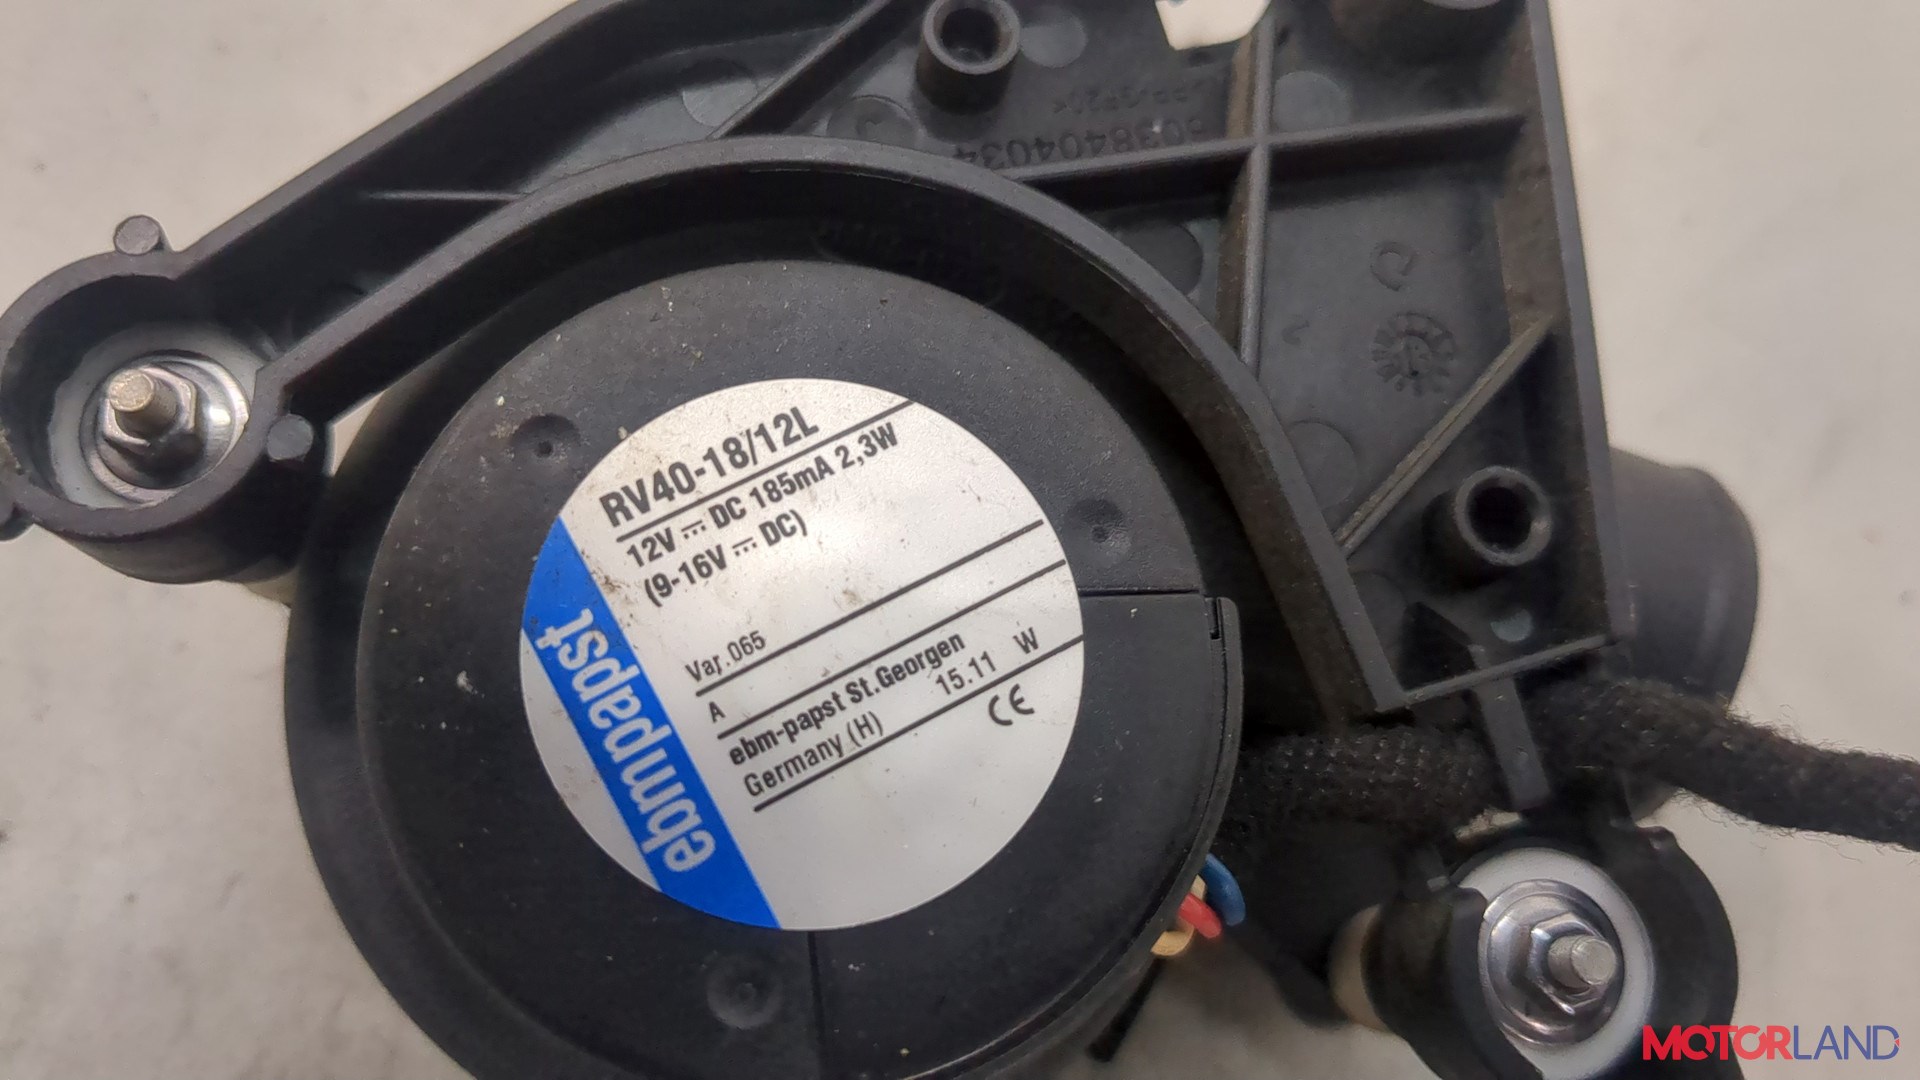 RV40-18/12L
12V ⎓ DC 185mA 2,3W
(9-16V ⎓ DC)
Var.065
A
ebm-papst St.Georgen
Germany (H) 15.11 W
CE
ebmpapst
MOTORLAND